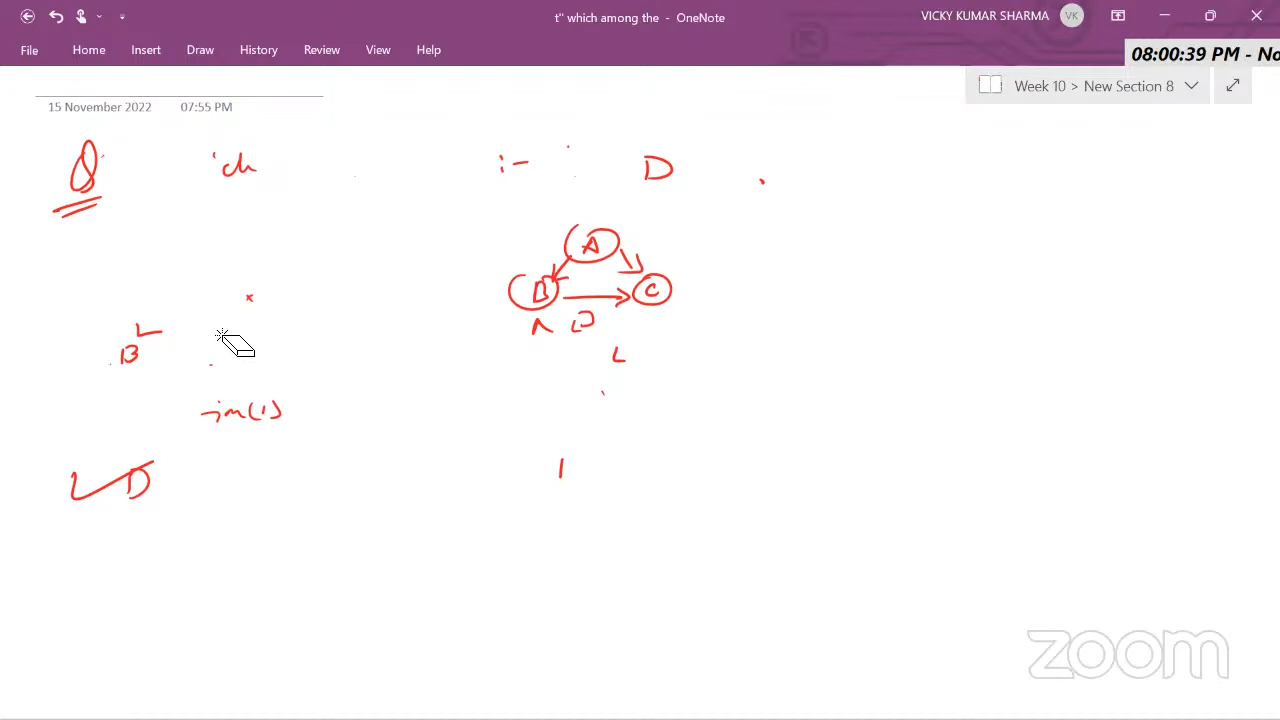 t" which among the - OneNote
VICKY KUMAR SHARMA VK
File Home Insert Draw History Review View Help
08:00:39 PM - No
Week 10 > New Section 8
15 November 2022 07:55 PM
Q ch :- D
A
B C
B
D
zoom